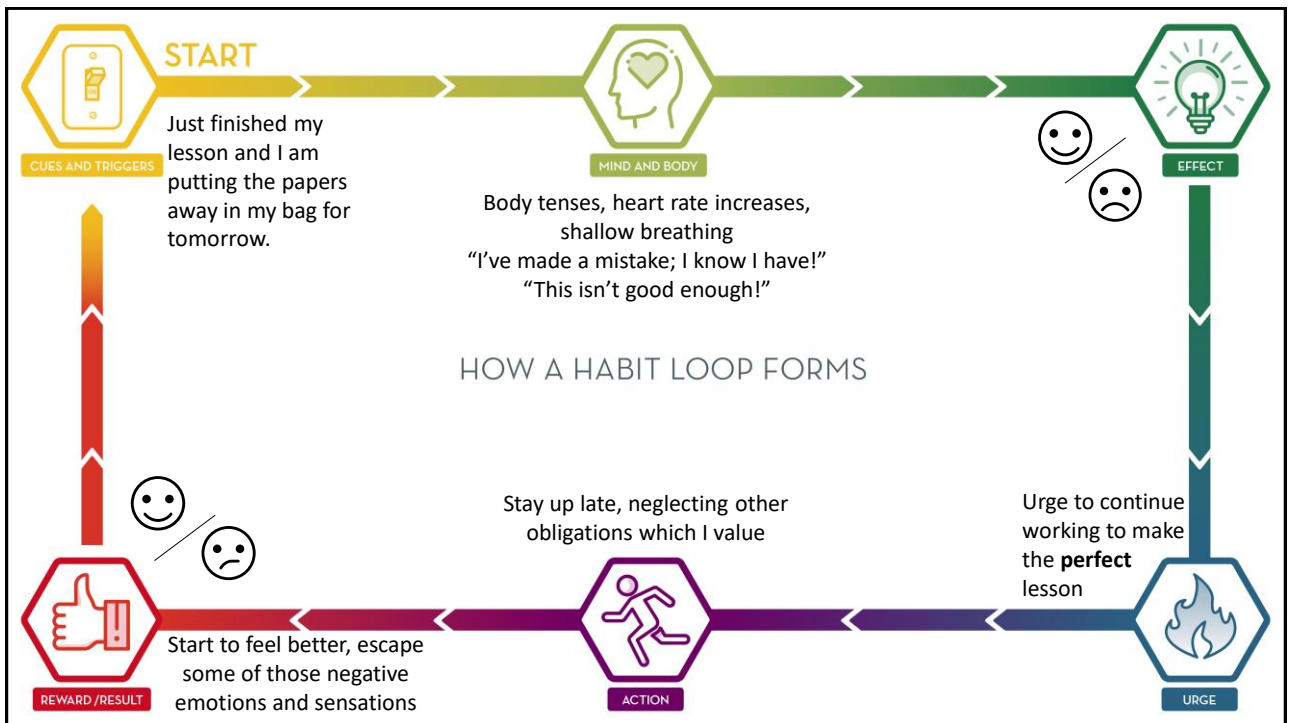 START
CUES AND TRIGGERS
Just finished my
lesson and I am
putting the papers
away in my bag for
tomorrow.
MIND AND BODY
Body tenses, heart rate increases,
shallow breathing
“I’ve made a mistake; I know I have!”
“This isn’t good enough!”
EFFECT
HOW A HABIT LOOP FORMS
Urge to continue
working to make
the perfect
lesson
URGE
Stay up late, neglecting other
obligations which I value
ACTION
Start to feel better, escape
some of those negative
emotions and sensations
REWARD/RESULT